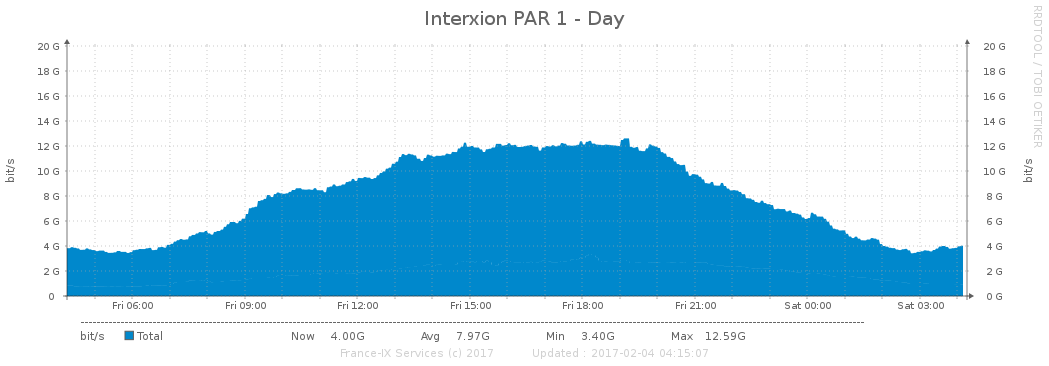 Interxion PAR 1 - Day
RRDTOOL / TOBI OETIKER
bit/s
20 G
18 G
16 G
14 G
12 G
10 G
8 G
6 G
4 G
2 G
0
20 G
18 G
16 G
14 G
12 G
10 G
8 G
6 G
4 G
2 G
0 G
bit/s
Fri 06:00 Fri 09:00 Fri 12:00 Fri 15:00 Fri 18:00 Fri 21:00 Sat 00:00 Sat 03:00
bit/s Total Now 4.00G Avg 7.97G Min 3.40G Max 12.59G
France-IX Services (c) 2017 Updated : 2017-02-04 04:15:07